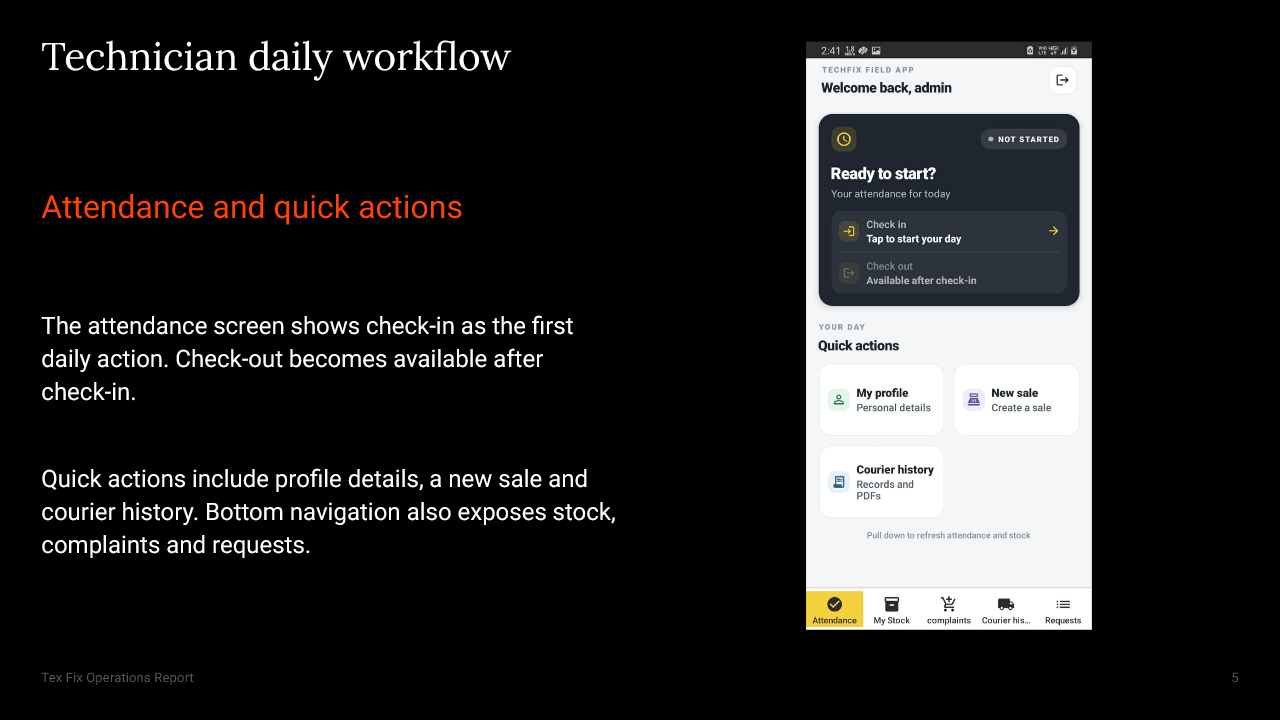 Technician daily workflow
Attendance and quick actions
The attendance screen shows check-in as the first
daily action. Check-out becomes available after
check-in.
Quick actions include profile details, a new sale and
courier history. Bottom navigation also exposes stock,
complaints and requests.
Tex Fix Operations Report
5
2:41
TECHFIX FIELD APP
Welcome back, admin
NOT STARTED
Ready to start?
Your attendance for today
Check in
Tap to start your day
Check out
Available after check-in
YOUR DAY
Quick actions
My profile
Personal details
New sale
Create a sale
Courier history
Records and
PDFs
Pull down to refresh attendance and stock
Attendance
My Stock
complaints
Courier his...
Requests